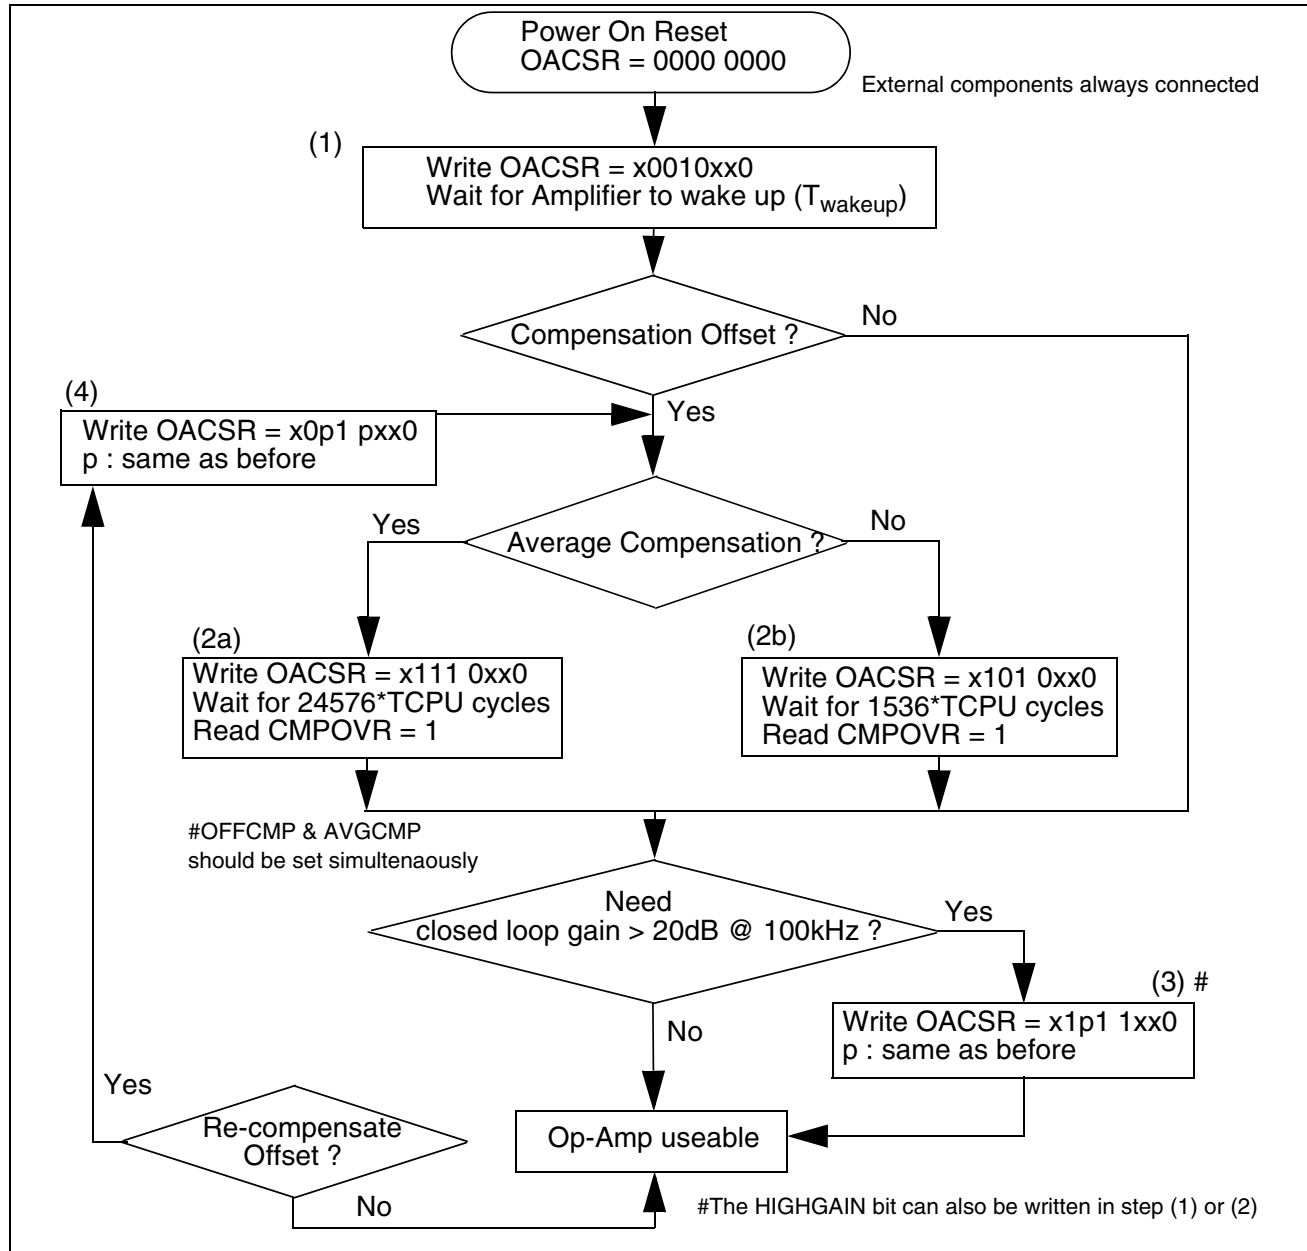 Power On Reset
OACSR = 0000 0000
External components always connected
(1)
Write OACSR = x0010xx0
Wait for Amplifier to wake up (Twakeup)
Compensation Offset ?
No
Yes
(4)
Write OACSR = x0p1 pxx0
p : same as before
Yes
Average Compensation ?
No
(2a)
Write OACSR = x111 0xx0
Wait for 24576*TCPU cycles
Read CMPOVR = 1
(2b)
Write OACSR = x101 0xx0
Wait for 1536*TCPU cycles
Read CMPOVR = 1
#OFFCMP & AVGCMP
should be set simultenaously
Need
closed loop gain > 20dB @ 100kHz ?
Yes
No
(3) #
Write OACSR = x1p1 1xx0
p : same as before
Yes
Re-compensate
Offset ?
No
Op-Amp useable
#The HIGHGAIN bit can also be written in step (1) or (2)